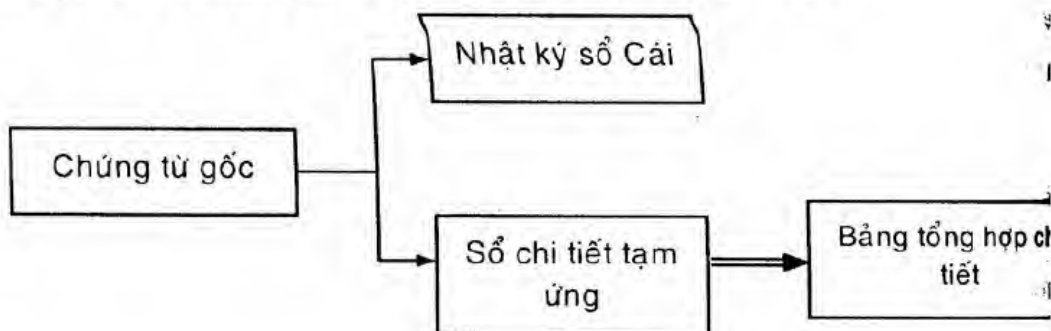 Nhật ký sổ Cái
Chứng từ gốc
Sổ chi tiết tạm
ứng
Bảng tổng hợp
tiết